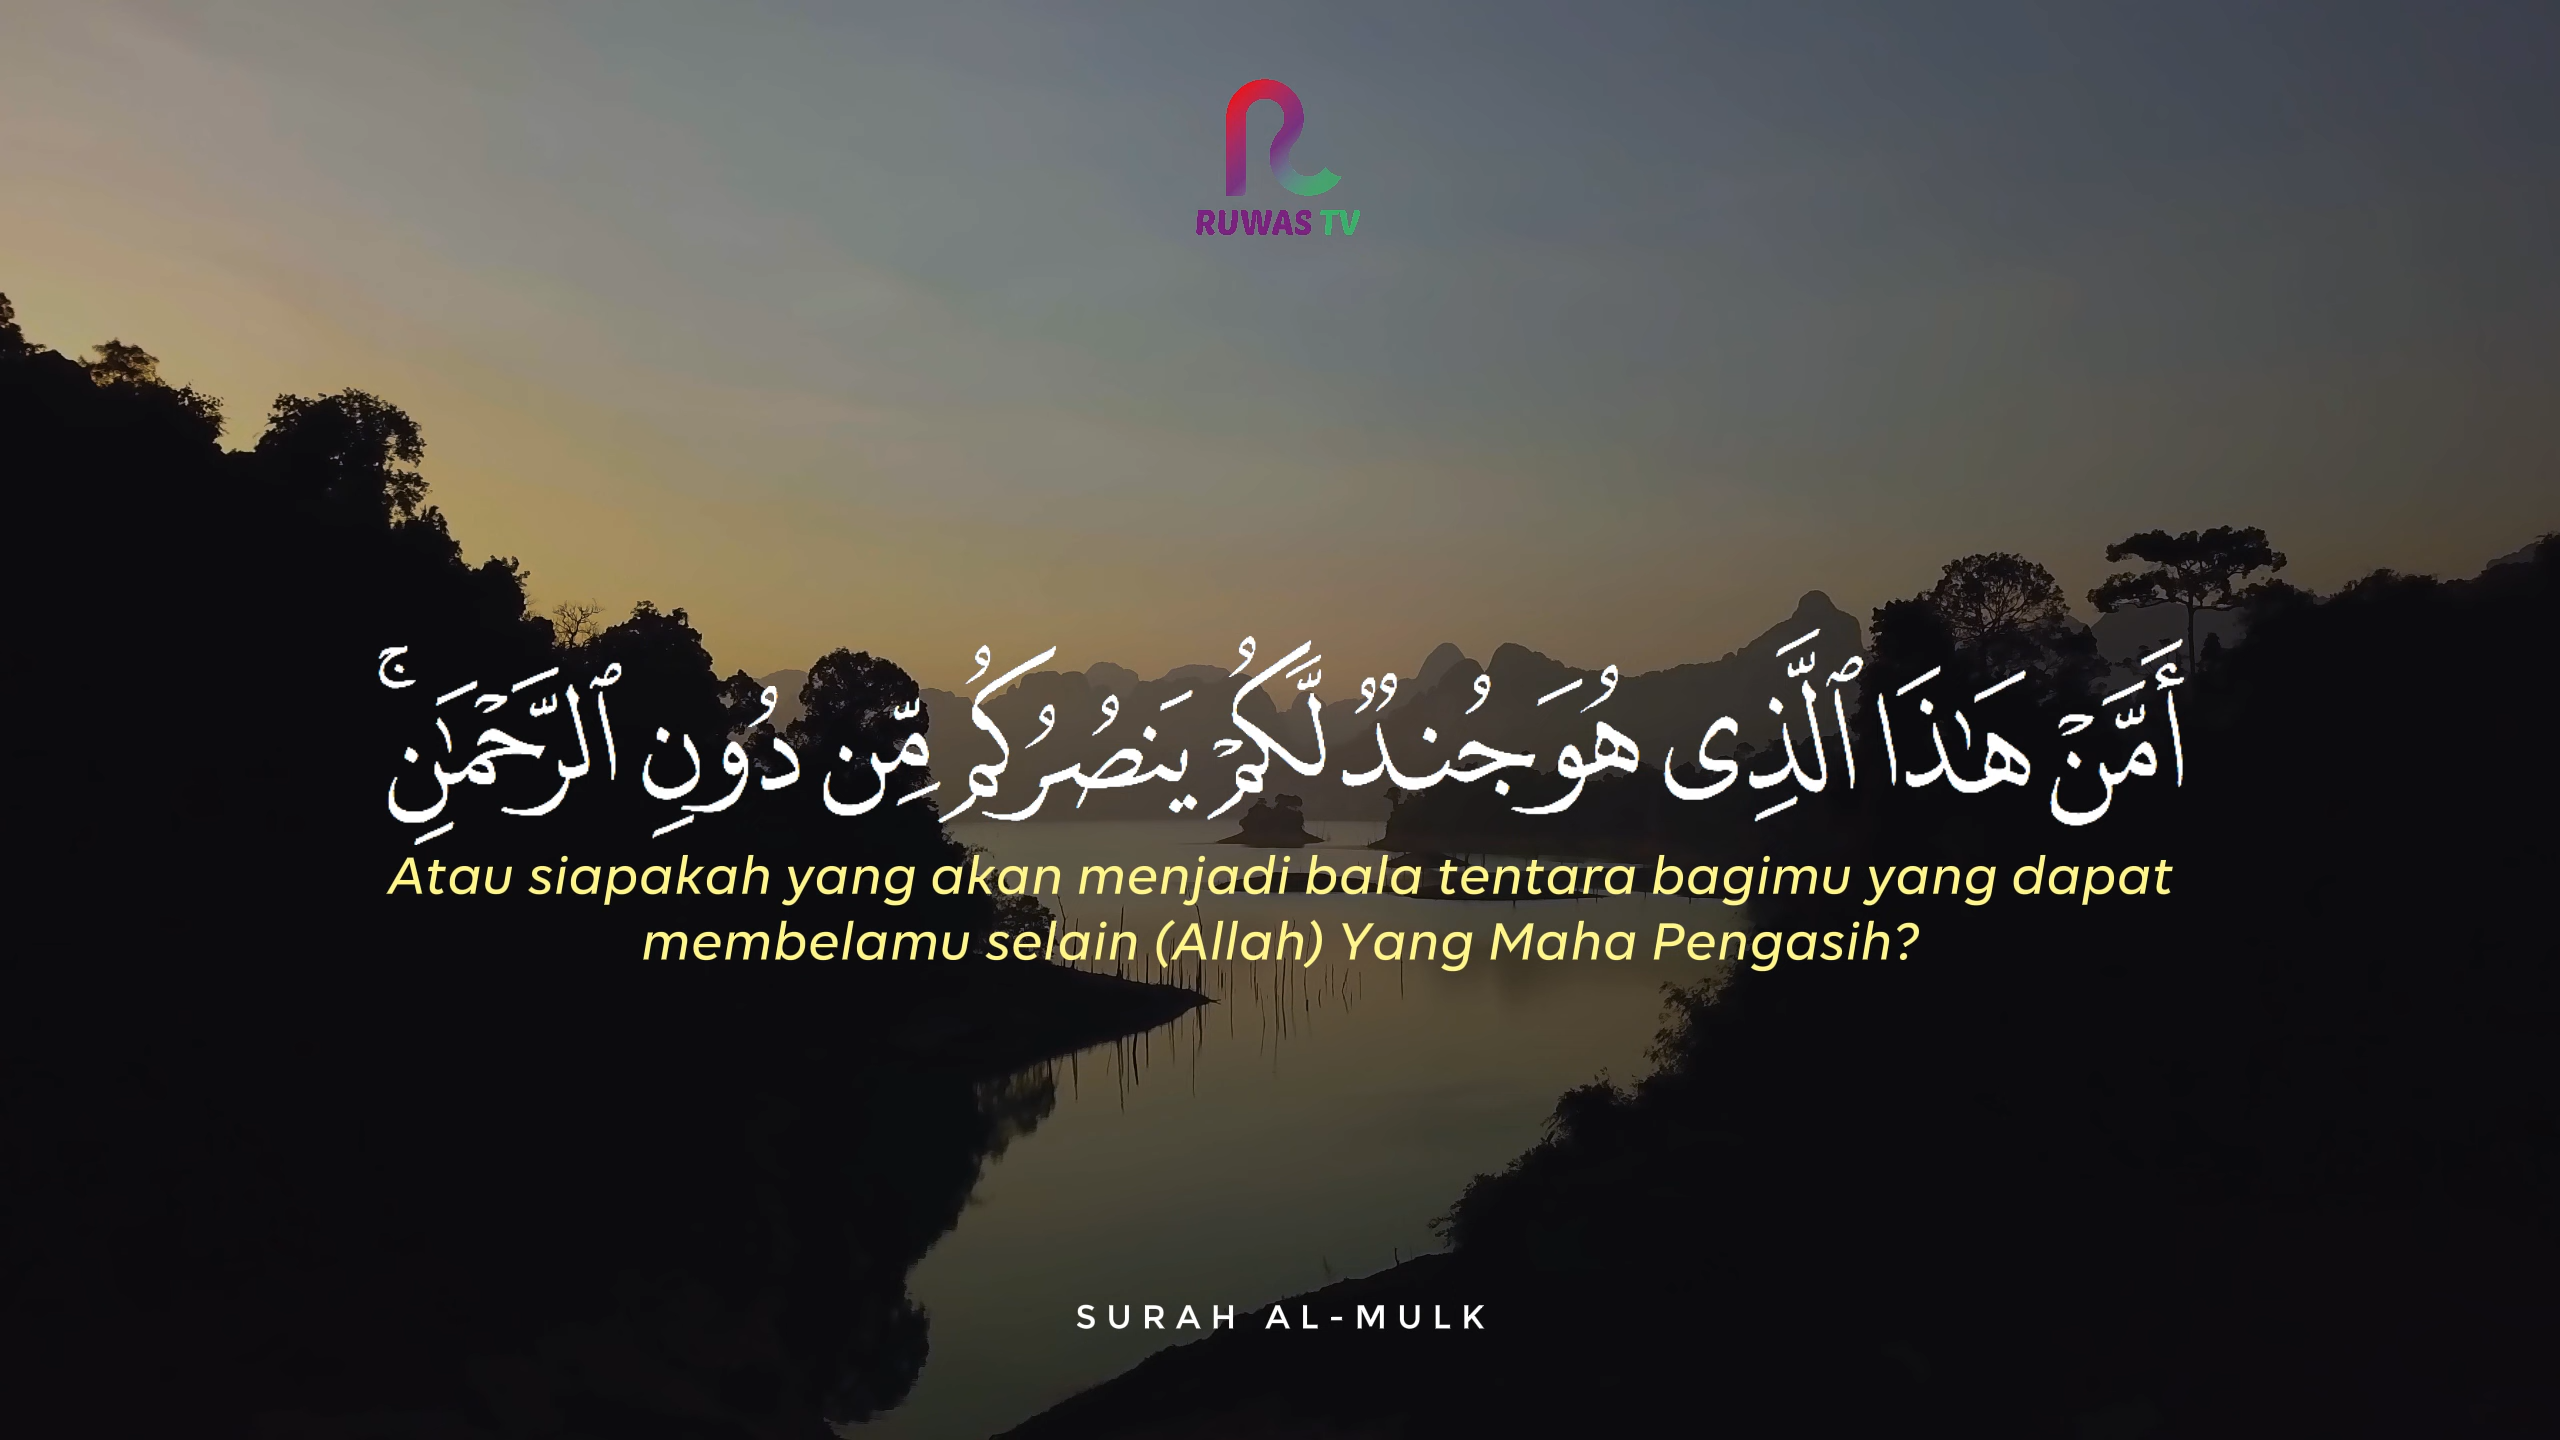 RUWAS TV
أَمَّنْ هَـٰذَا ٱلَّذِى هُوَ جُندٌ لَّكُمْ يَنصُرُكُم مِّن دُونِ ٱلرَّحْمَـٰنِ ۚ
Atau siapakah yang akan menjadi bala tentara bagimu yang dapat
membelamu selain (Allah) Yang Maha Pengasih?
SURAH AL-MULK